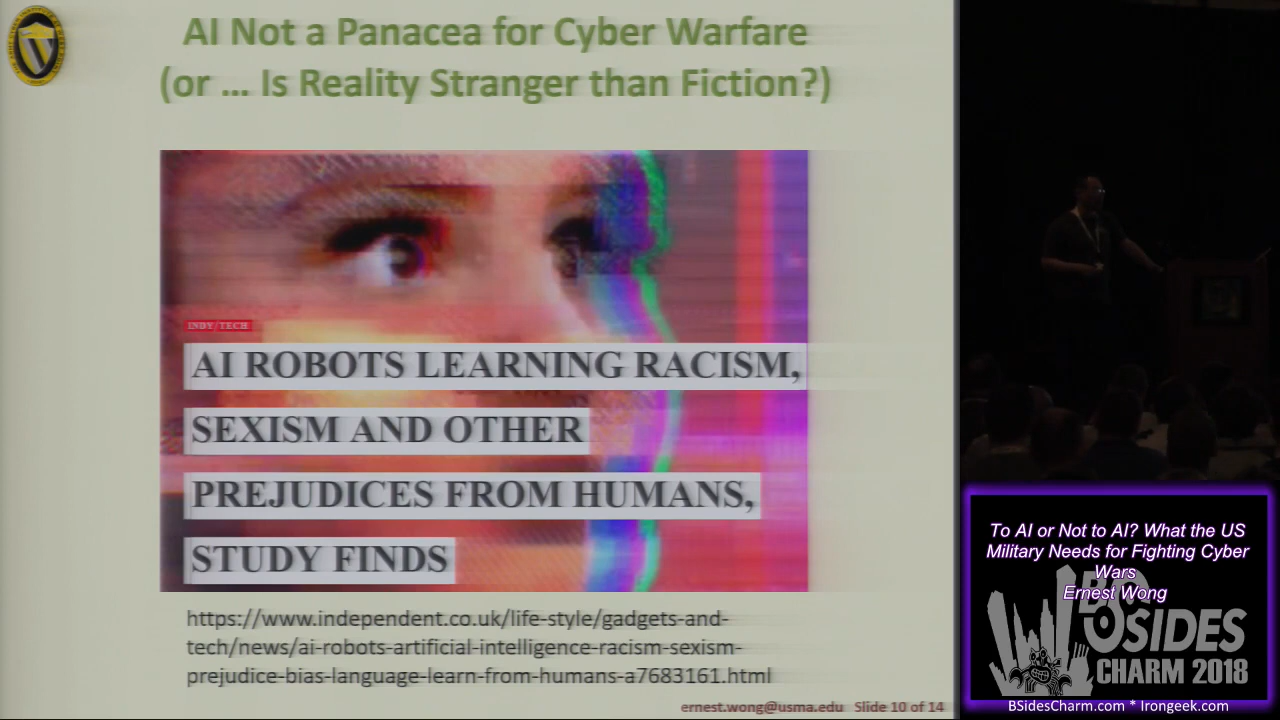 AI Not a Panacea for Cyber Warfare
(or ... Is Reality Stranger than Fiction?)
INDY/TECH
AI ROBOTS LEARNING RACISM,
SEXISM AND OTHER
PREJUDICES FROM HUMANS,
STUDY FINDS
https://www.independent.co.uk/life-style/gadgets-and-
tech/news/ai-robots-artificial-intelligence-racism-sexism-
prejudice-bias-language-learn-from-humans-a7683161.html
ernest.wong@usma.edu Slide 10 of 14
To AI or Not to AI? What the US
Military Needs for Fighting Cyber
Wars
Ernest Wong
BSIDES
CHARM 2018
BSidesCharm.com * Irongeek.com